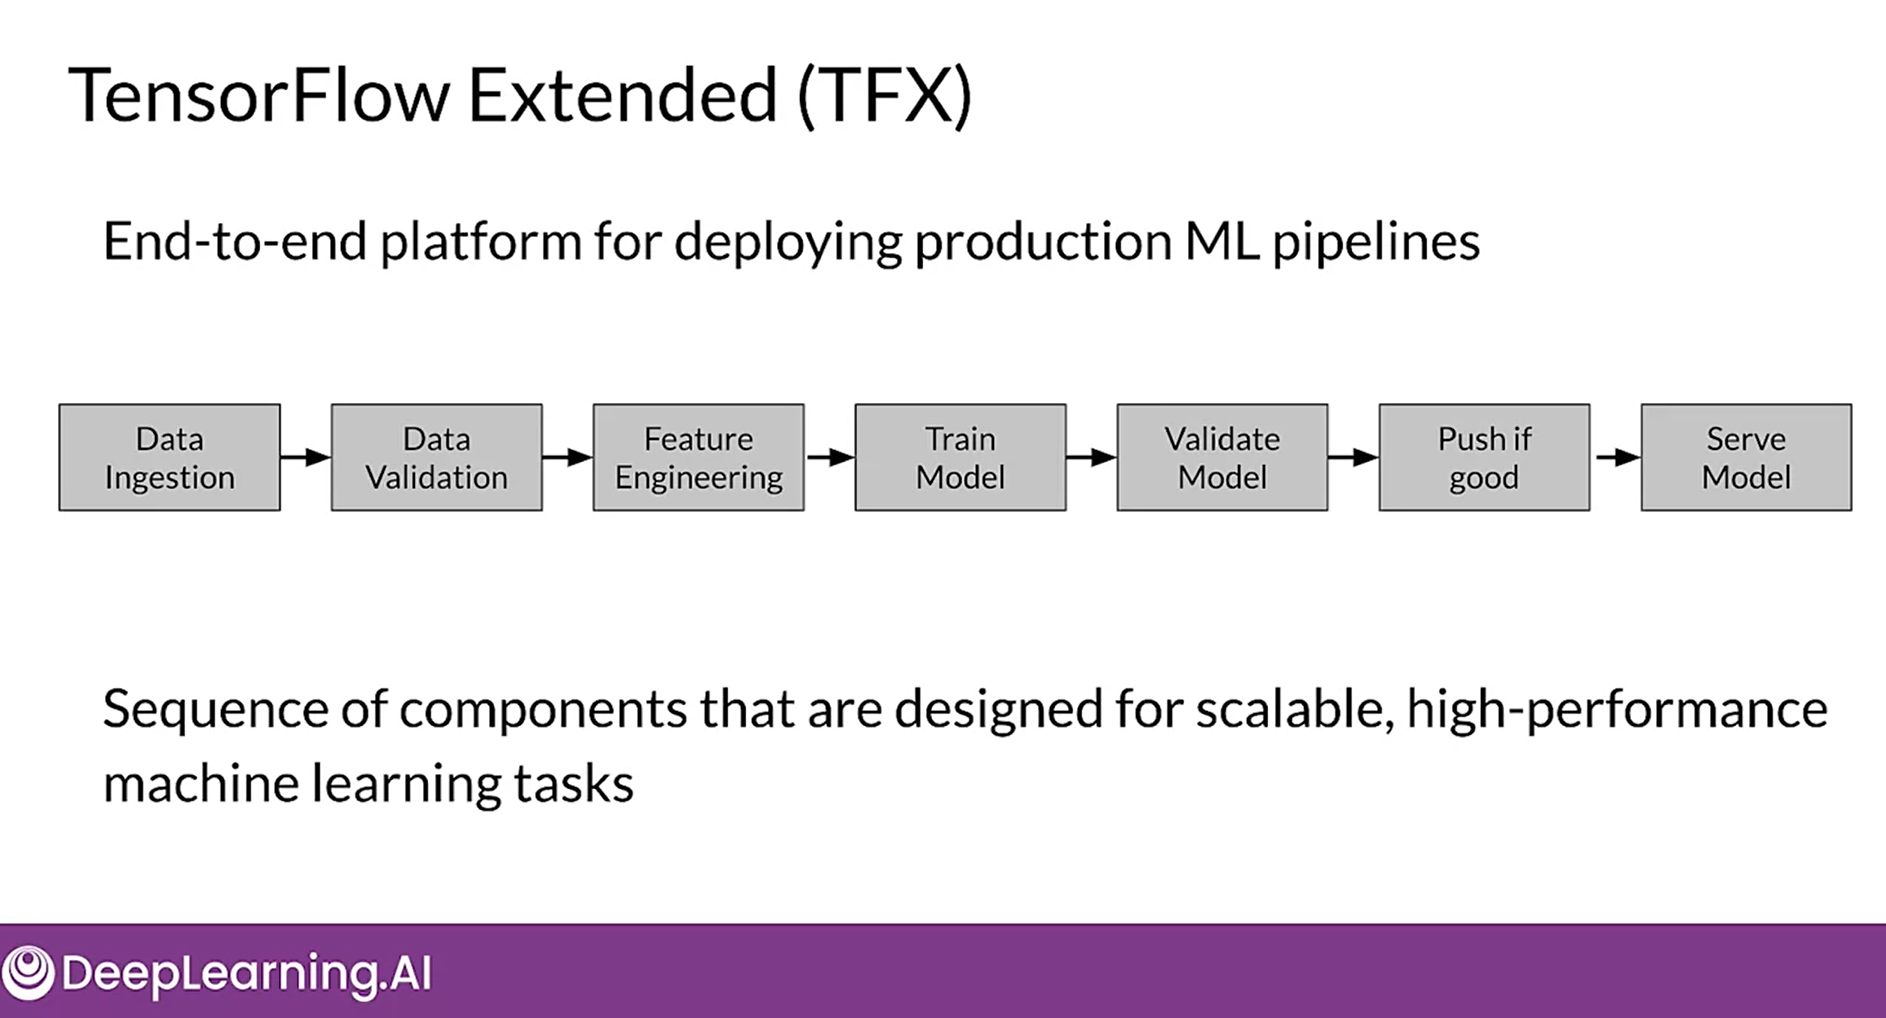 TensorFlow Extended (TFX)
End-to-end platform for deploying production ML pipelines
Data
Ingestion
Data
Validation
Feature
Engineering
Train
Model
Validate
Model
Push if
good
Serve
Model
Sequence of components that are designed for scalable, high-performance
machine learning tasks
DeepLearning.AI